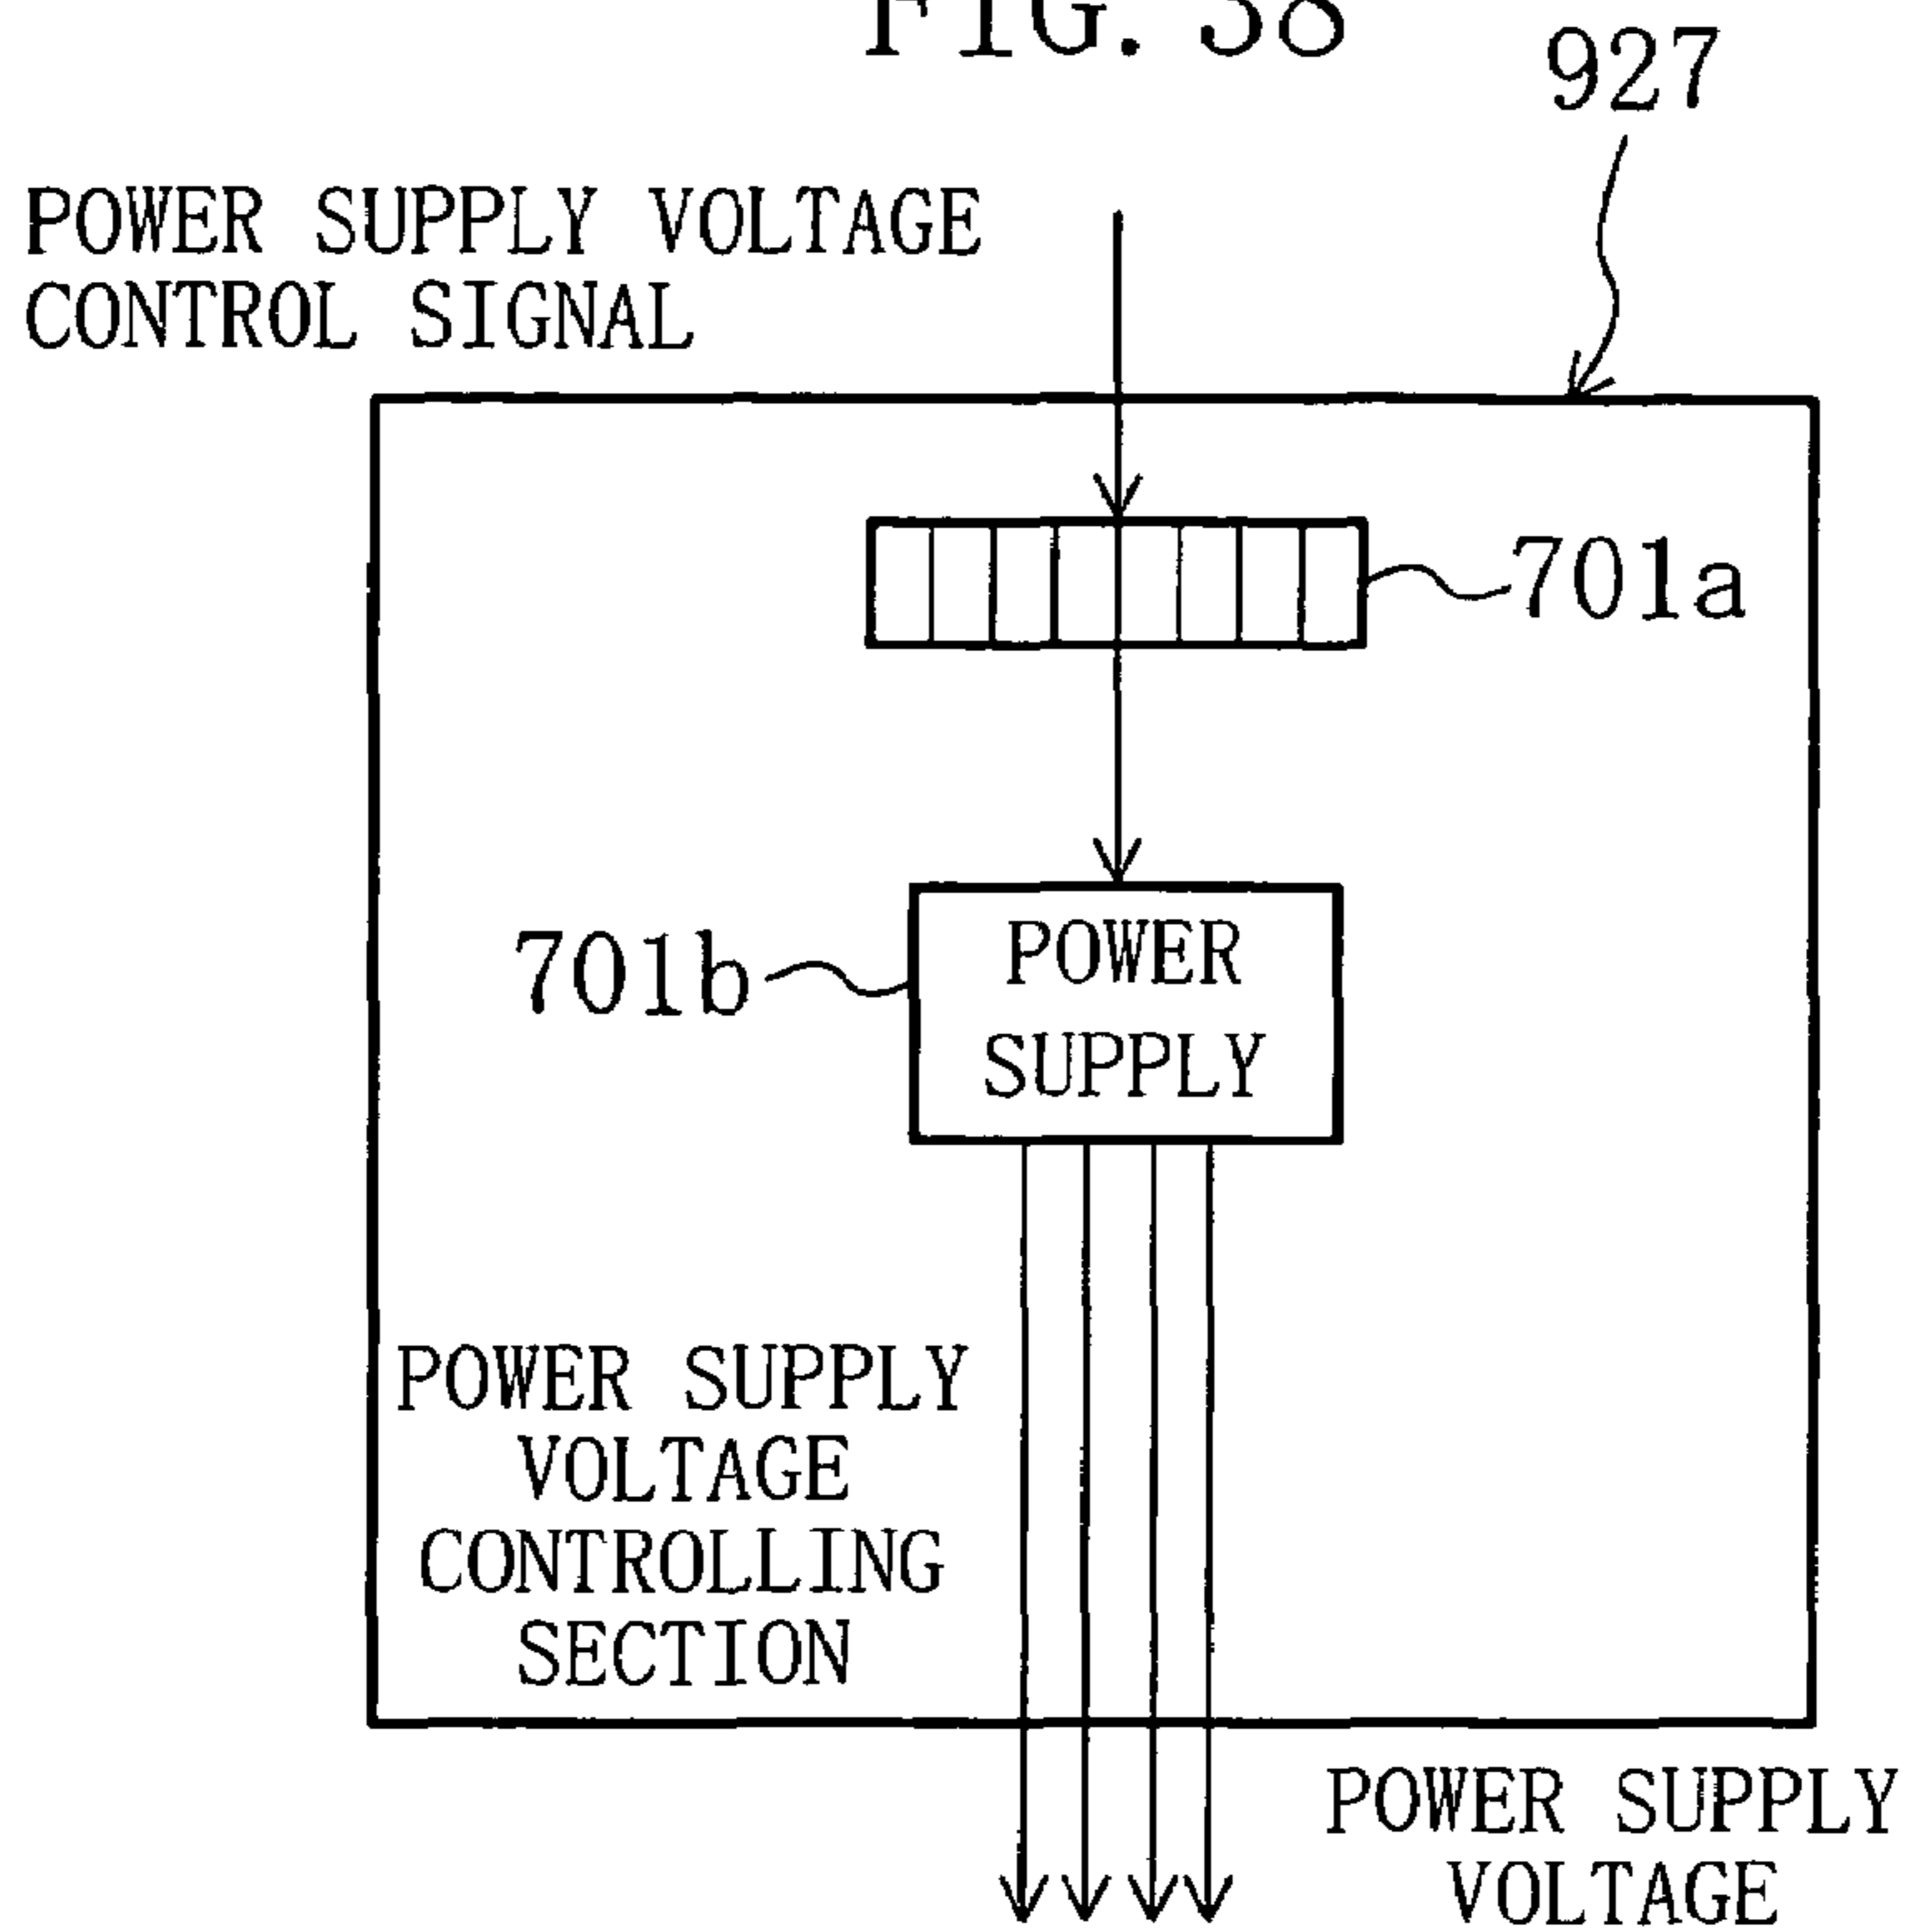 FIG. 38
927
POWER SUPPLY VOLTAGE
CONTROL SIGNAL
701a
701b
POWER
SUPPLY
POWER SUPPLY
VOLTAGE
CONTROLLING
SECTION
POWER SUPPLY
VOLTAGE